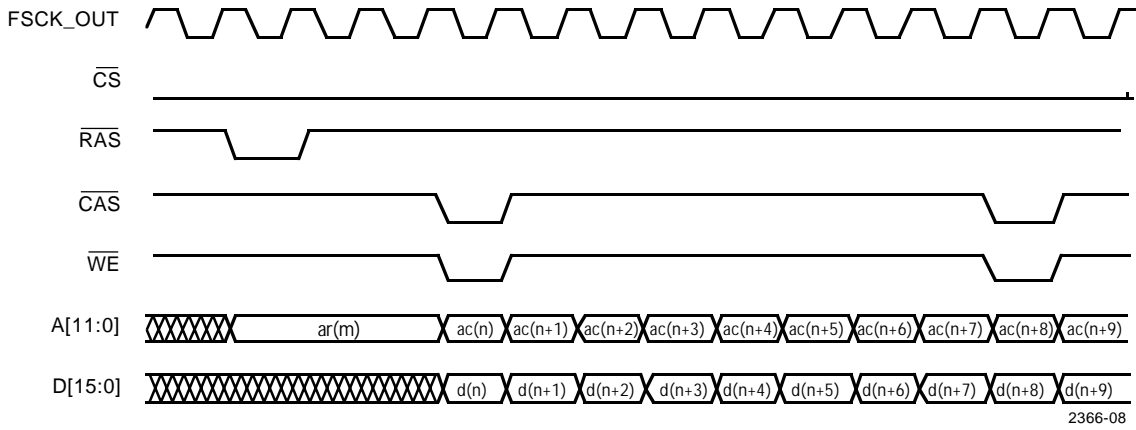 FSCK_OUT
CS
RAS
CAS
WE
A[11:0] ar(m) ac(n) ac(n+1) ac(n+2) ac(n+3) ac(n+4) ac(n+5) ac(n+6) ac(n+7) ac(n+8) ac(n+9)
D[15:0] d(n) d(n+1) d(n+2) d(n+3) d(n+4) d(n+5) d(n+6) d(n+7) d(n+8) d(n+9)
2366-08